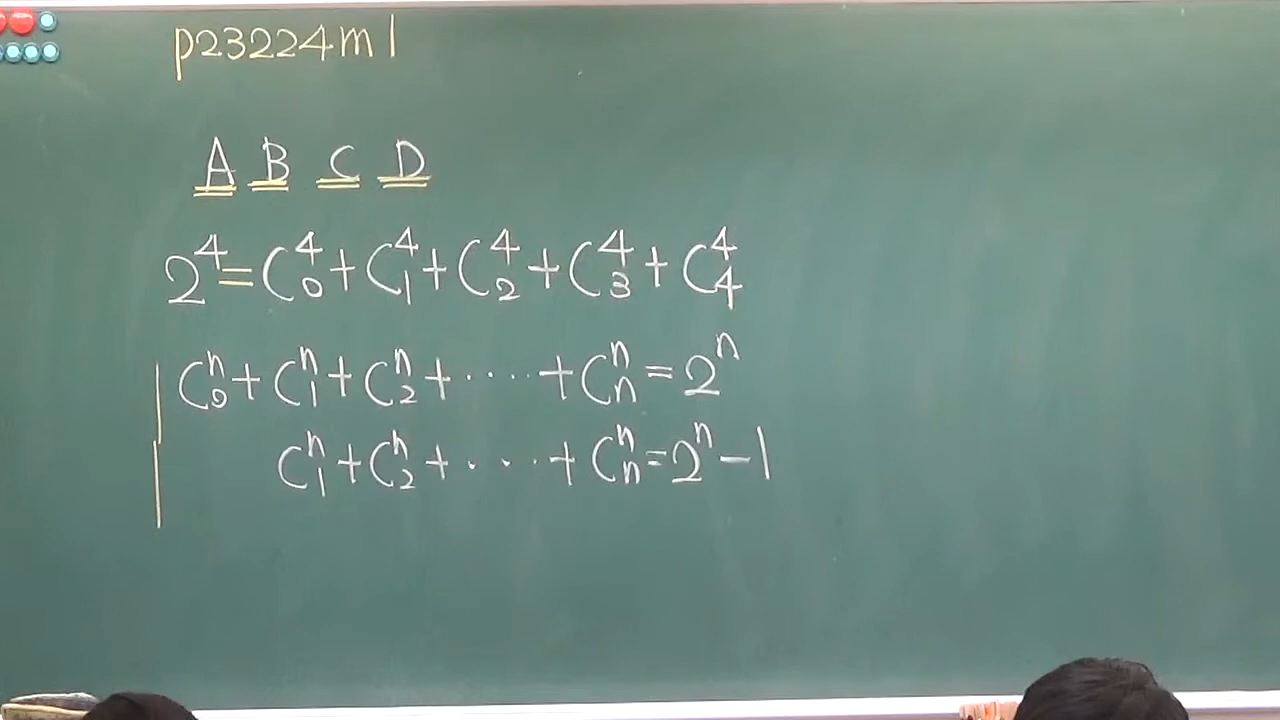 p23224m1
A B C D
2⁴=C⁴₀+C⁴₁+C⁴₂+C⁴₃+C⁴₄
Cⁿ₀+Cⁿ₁+Cⁿ₂+·····+Cⁿₙ=2ⁿ
Cⁿ₁+Cⁿ₂+····+Cⁿₙ=2ⁿ-1